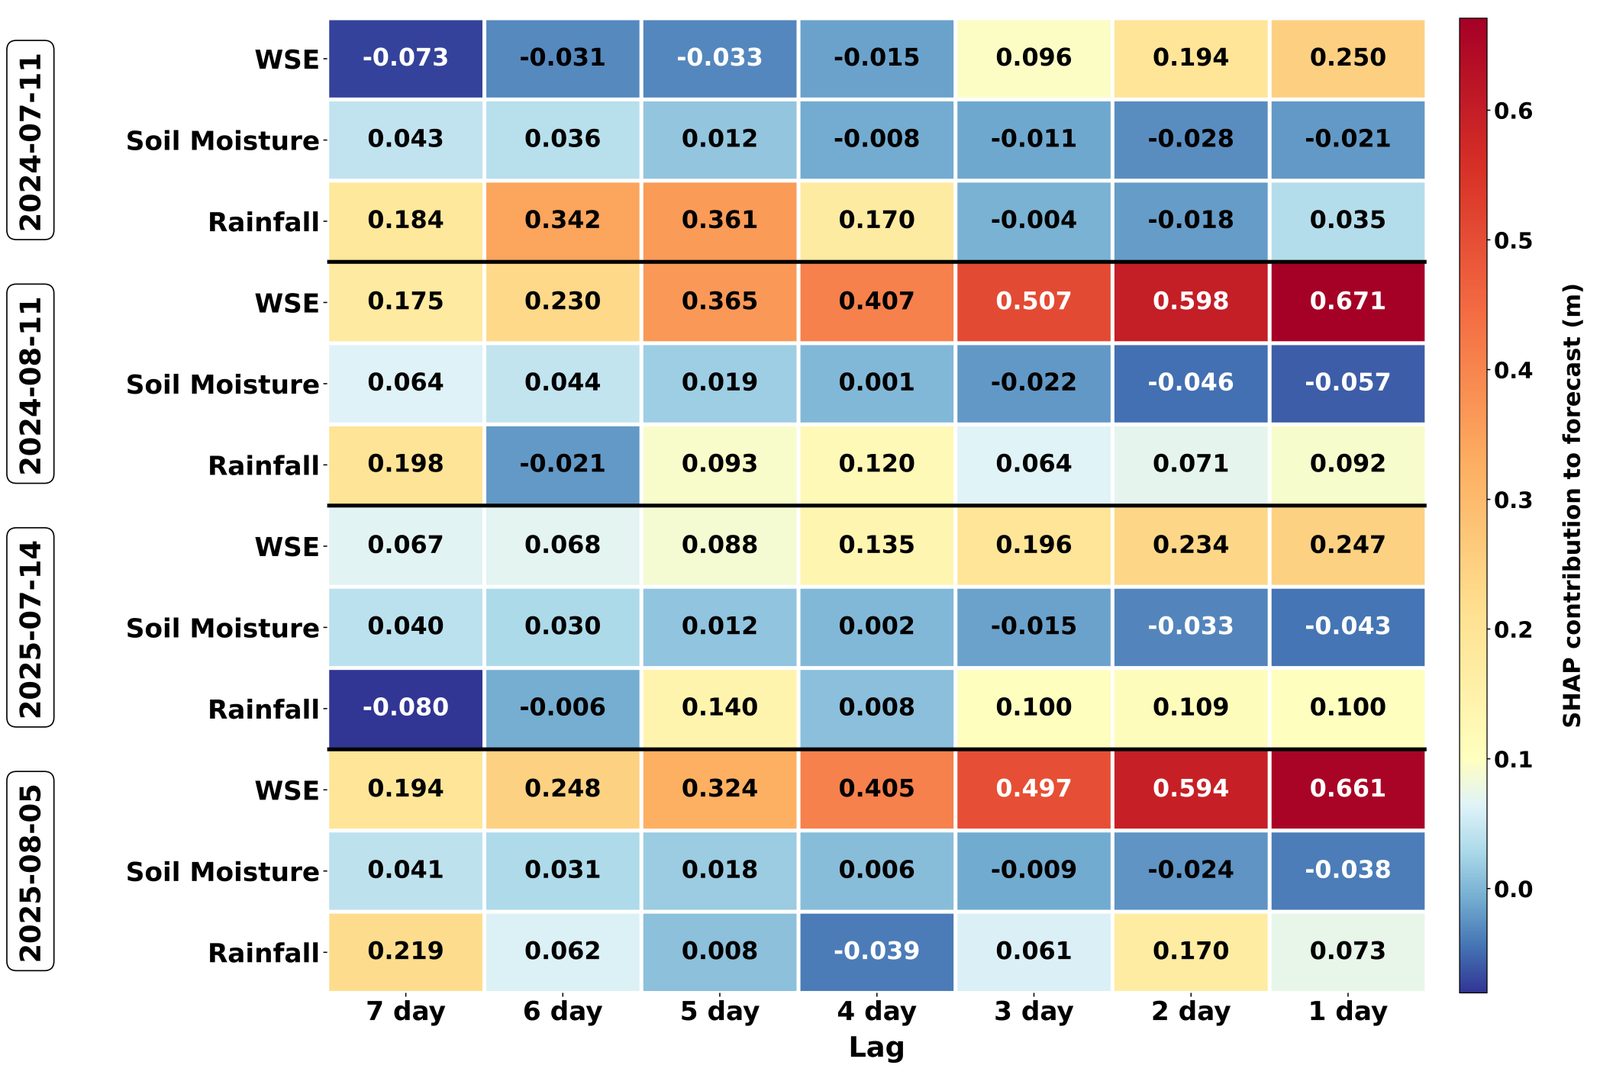 2024-07-11
WSE -0.073 -0.031 -0.033 -0.015 0.096 0.194 0.250
Soil Moisture 0.043 0.036 0.012 -0.008 -0.011 -0.028 -0.021
Rainfall 0.184 0.342 0.361 0.170 -0.004 -0.018 0.035
2024-08-11
WSE 0.175 0.230 0.365 0.407 0.507 0.598 0.671
Soil Moisture 0.064 0.044 0.019 0.001 -0.022 -0.046 -0.057
Rainfall 0.198 -0.021 0.093 0.120 0.064 0.071 0.092
2025-07-14
WSE 0.067 0.068 0.088 0.135 0.196 0.234 0.247
Soil Moisture 0.040 0.030 0.012 0.002 -0.015 -0.033 -0.043
Rainfall -0.080 -0.006 0.140 0.008 0.100 0.109 0.100
2025-08-05
WSE 0.194 0.248 0.324 0.405 0.497 0.594 0.661
Soil Moisture 0.041 0.031 0.018 0.006 -0.009 -0.024 -0.038
Rainfall 0.219 0.062 0.008 -0.039 0.061 0.170 0.073
7 day 6 day 5 day 4 day 3 day 2 day 1 day
Lag
0.6
0.5
0.4
0.3
0.2
0.1
0.0
SHAP contribution to forecast (m)